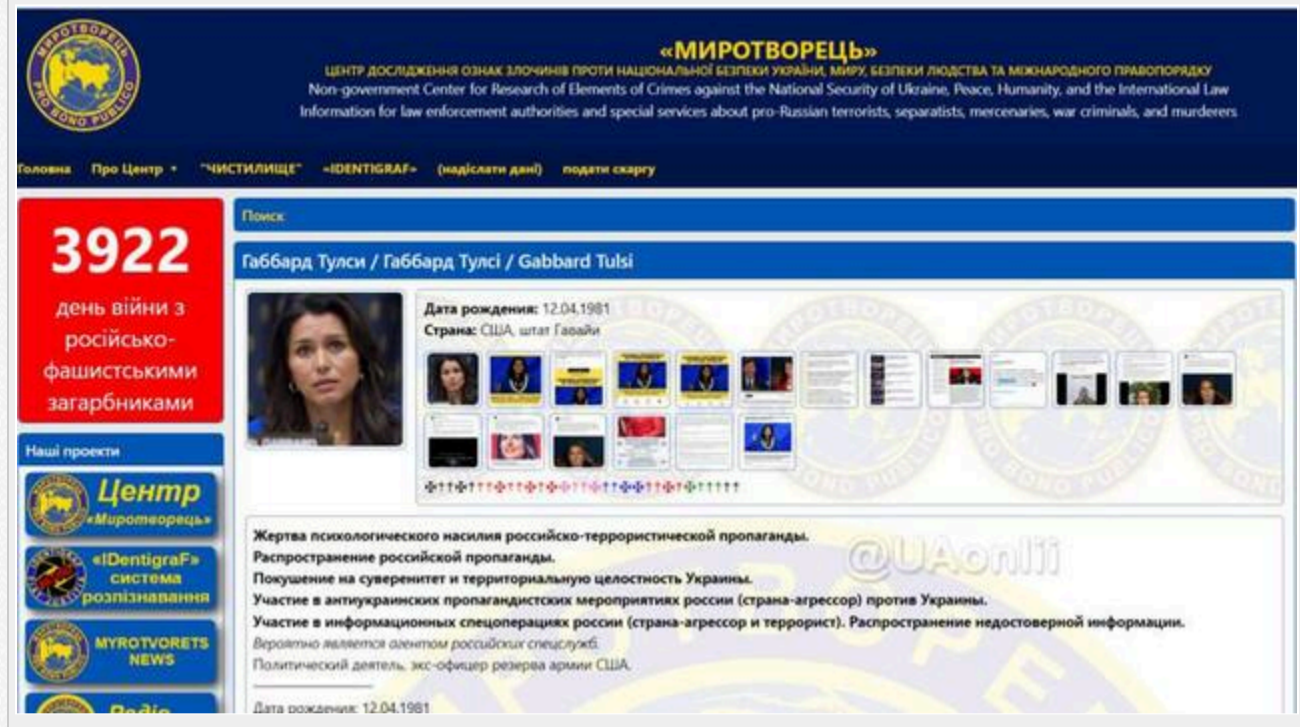 МИРОТВОРЕЦЬ
PRO BONO PUBLICO
«МИРОТВОРЕЦЬ»
ЦЕНТР ДОСЛІДЖЕННЯ ОЗНАК ЗЛОЧИНІВ ПРОТИ НАЦІОНАЛЬНОЇ БЕЗПЕКИ УКРАЇНИ, МИРУ, БЕЗПЕКИ ЛЮДСТВА ТА МІЖНАРОДНОГО ПРАВОПОРЯДКУ
Non-government Center for Research of Elements of Crimes against the National Security of Ukraine, Peace, Humanity, and the International Law
Information for law enforcement authorities and special services about pro-Russian terrorists, separatists, mercenaries, war criminals, and murderers
Головна Про Центр "ЧИСТИЛИЩЕ" «IDENTIGRAF» (надіслати дані) подати скаргу
3922
день війни з
російсько-
фашистськими
загарбниками
Наші проекти
Центр
«Миротворець»
«IDentigraF»
система
розпізнавання
MYROTVORETS
NEWS
Радіо
Поиск
Габбард Тулси / Габбард Тулсі / Gabbard Tulsi
Дата рождения: 12.04.1981
Страна: США, штат Гавайи
Жертва психологического насилия российско-террористической пропаганды.
Распространение российской пропаганды.
Покушение на суверенитет и территориальную целостность Украины.
Участие в антиукраинских пропагандистских мероприятиях россии (страна-агрессор) против Украины.
Участие в информационных спецоперациях россии (страна-агрессор и террорист). Распространение недостоверной информации.
Вероятно является агентом российских спецслужб.
Политический деятель, экс-офицер резерва армии США.
Дата рождения: 12.04.1981
@UAonlii